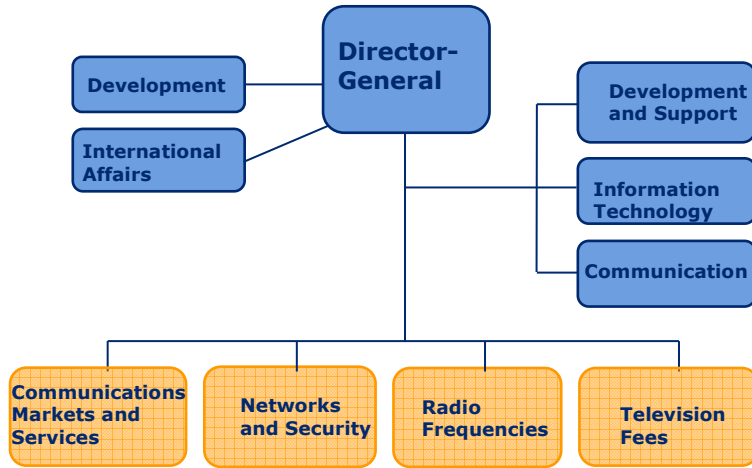 Director-
General
Development
International
Affairs
Development
and Support
Information
Technology
Communication
Communications
Markets and
Services
Networks
and Security
Radio
Frequencies
Television
Fees